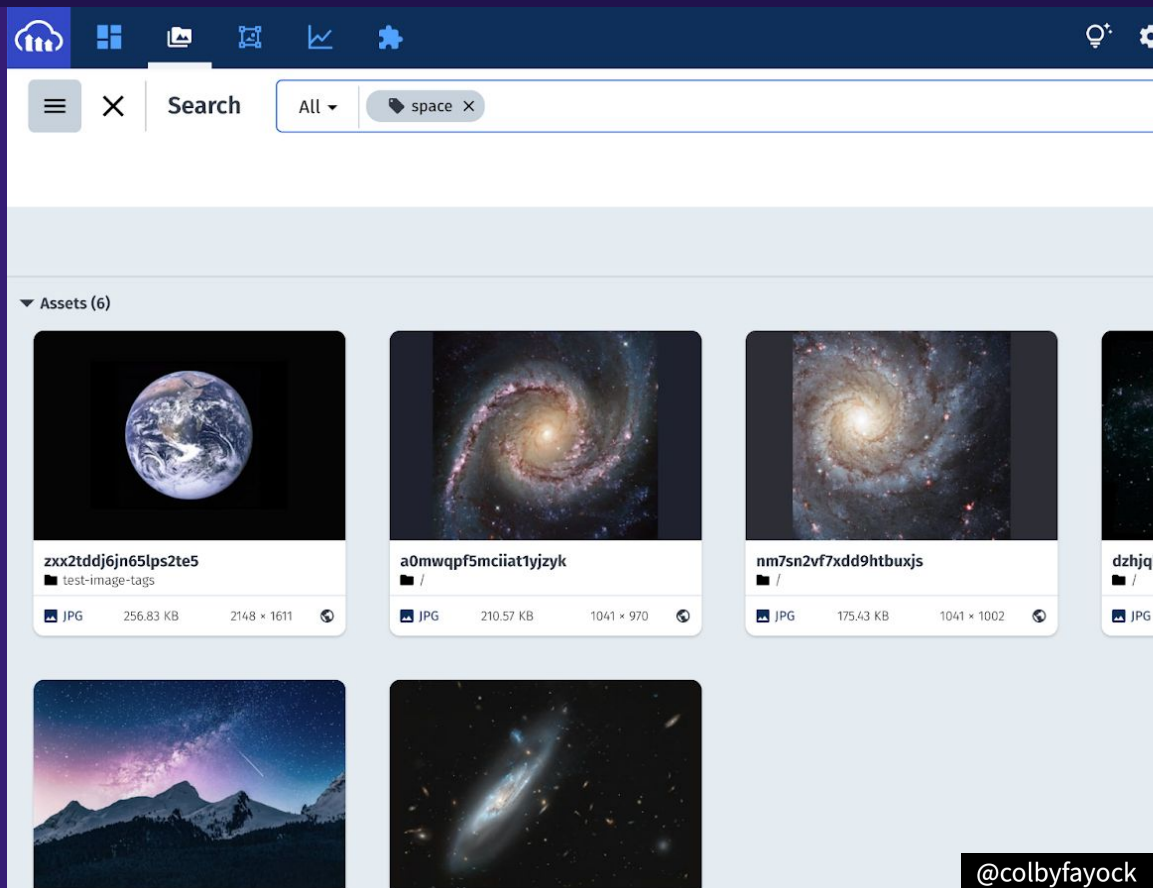 Search
All
space
Assets (6)
zxx2tddj6jn65lps2te5
test-image-tags
JPG 256.83 KB 2148 × 1611
a0mwqpf5mciiat1yjzyk
/
JPG 210.57 KB 1041 × 970
nm7sn2vf7xdd9htbuxjs
/
JPG 175.43 KB 1041 × 1002
dzhjq
/
JPG
@colbyfayock